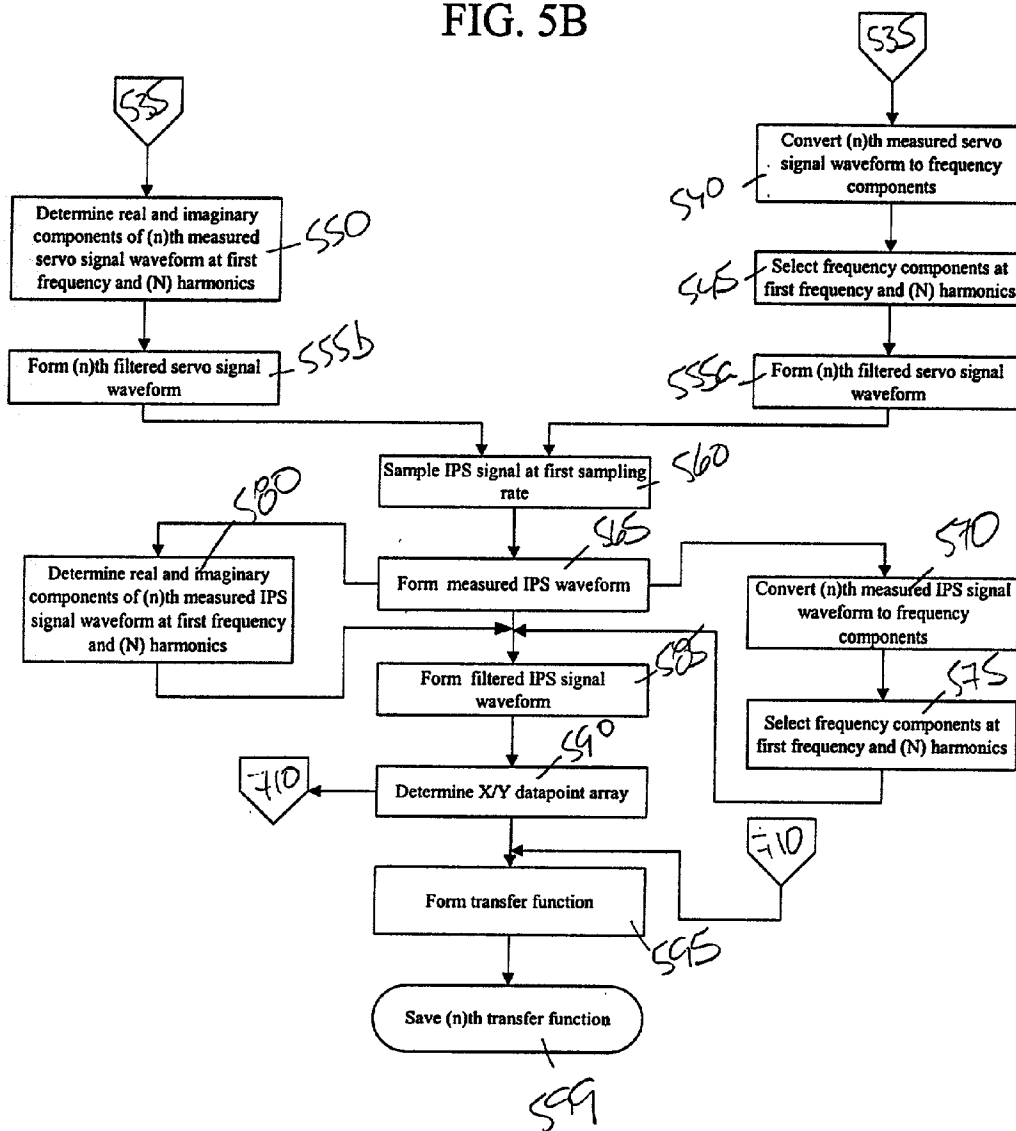 FIG. 5B
535
535
Convert (n)th measured servo
signal waveform to frequency
components
540
Determine real and imaginary
components of (n)th measured
servo signal waveform at first
frequency and (N) harmonics
550
Select frequency components at
first frequency and (N) harmonics
545
Form (n)th filtered servo signal
waveform
555b
Form (n)th filtered servo signal
waveform
555a
Sample IPS signal at first sampling
rate
560
580
565
570
Determine real and imaginary
components of (n)th measured IPS
signal waveform at first frequency
and (N) harmonics
Form measured IPS waveform
Convert (n)th measured IPS signal
waveform to frequency
components
585
Form filtered IPS signal
waveform
575
Select frequency components at
first frequency and (N) harmonics
590
710
Determine X/Y datapoint array
710
Form transfer function
595
Save (n)th transfer function
599